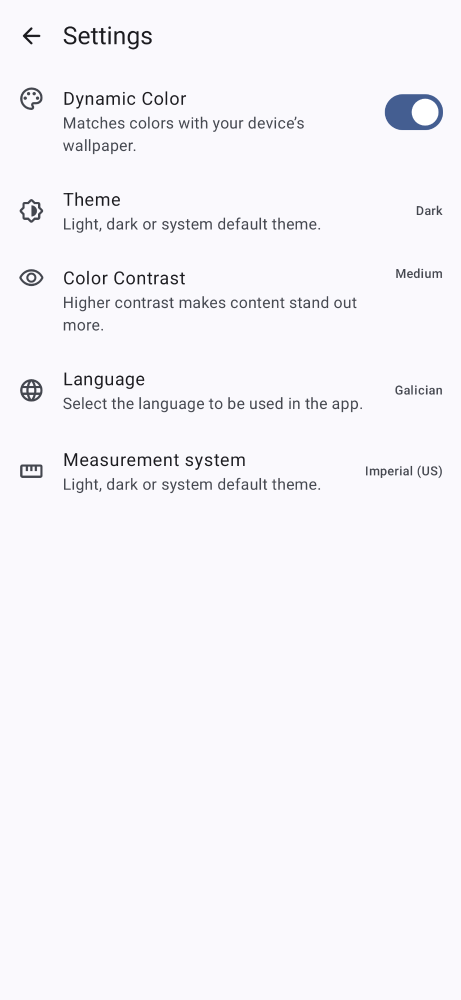 Settings
Dynamic Color
Matches colors with your device’s
wallpaper.
Theme
Light, dark or system default theme.
Dark
Color Contrast
Higher contrast makes content stand out
more.
Medium
Language
Select the language to be used in the app.
Galician
Measurement system
Light, dark or system default theme.
Imperial (US)